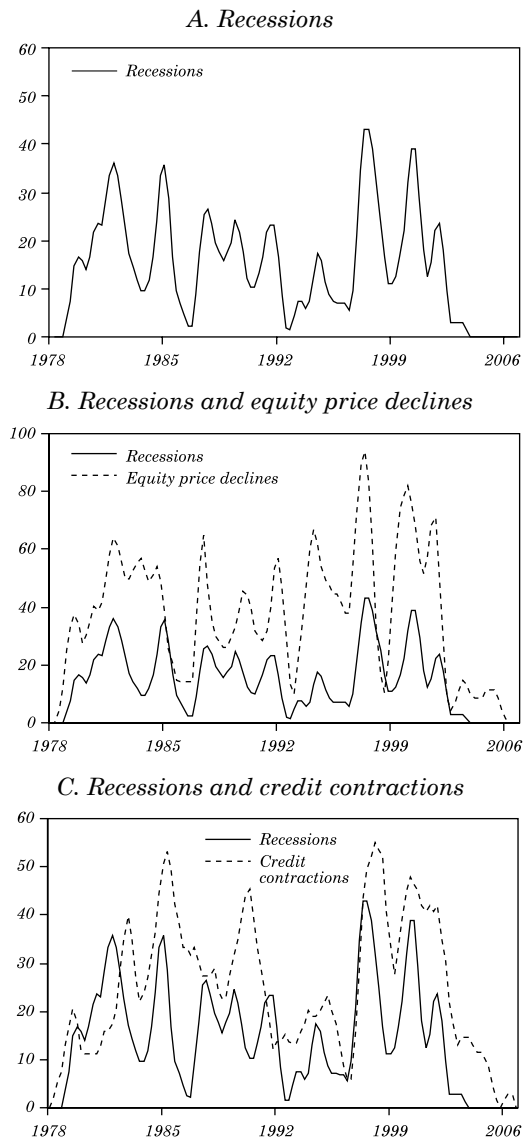 A. Recessions
60
Recessions
50
40
30
20
10
0
1978 1985 1992 1999 2006
B. Recessions and equity price declines
100
Recessions
Equity price declines
80
60
40
20
0
1978 1985 1992 1999 2006
C. Recessions and credit contractions
60
Recessions
Credit
contractions
50
40
30
20
10
0
1978 1985 1992 1999 2006